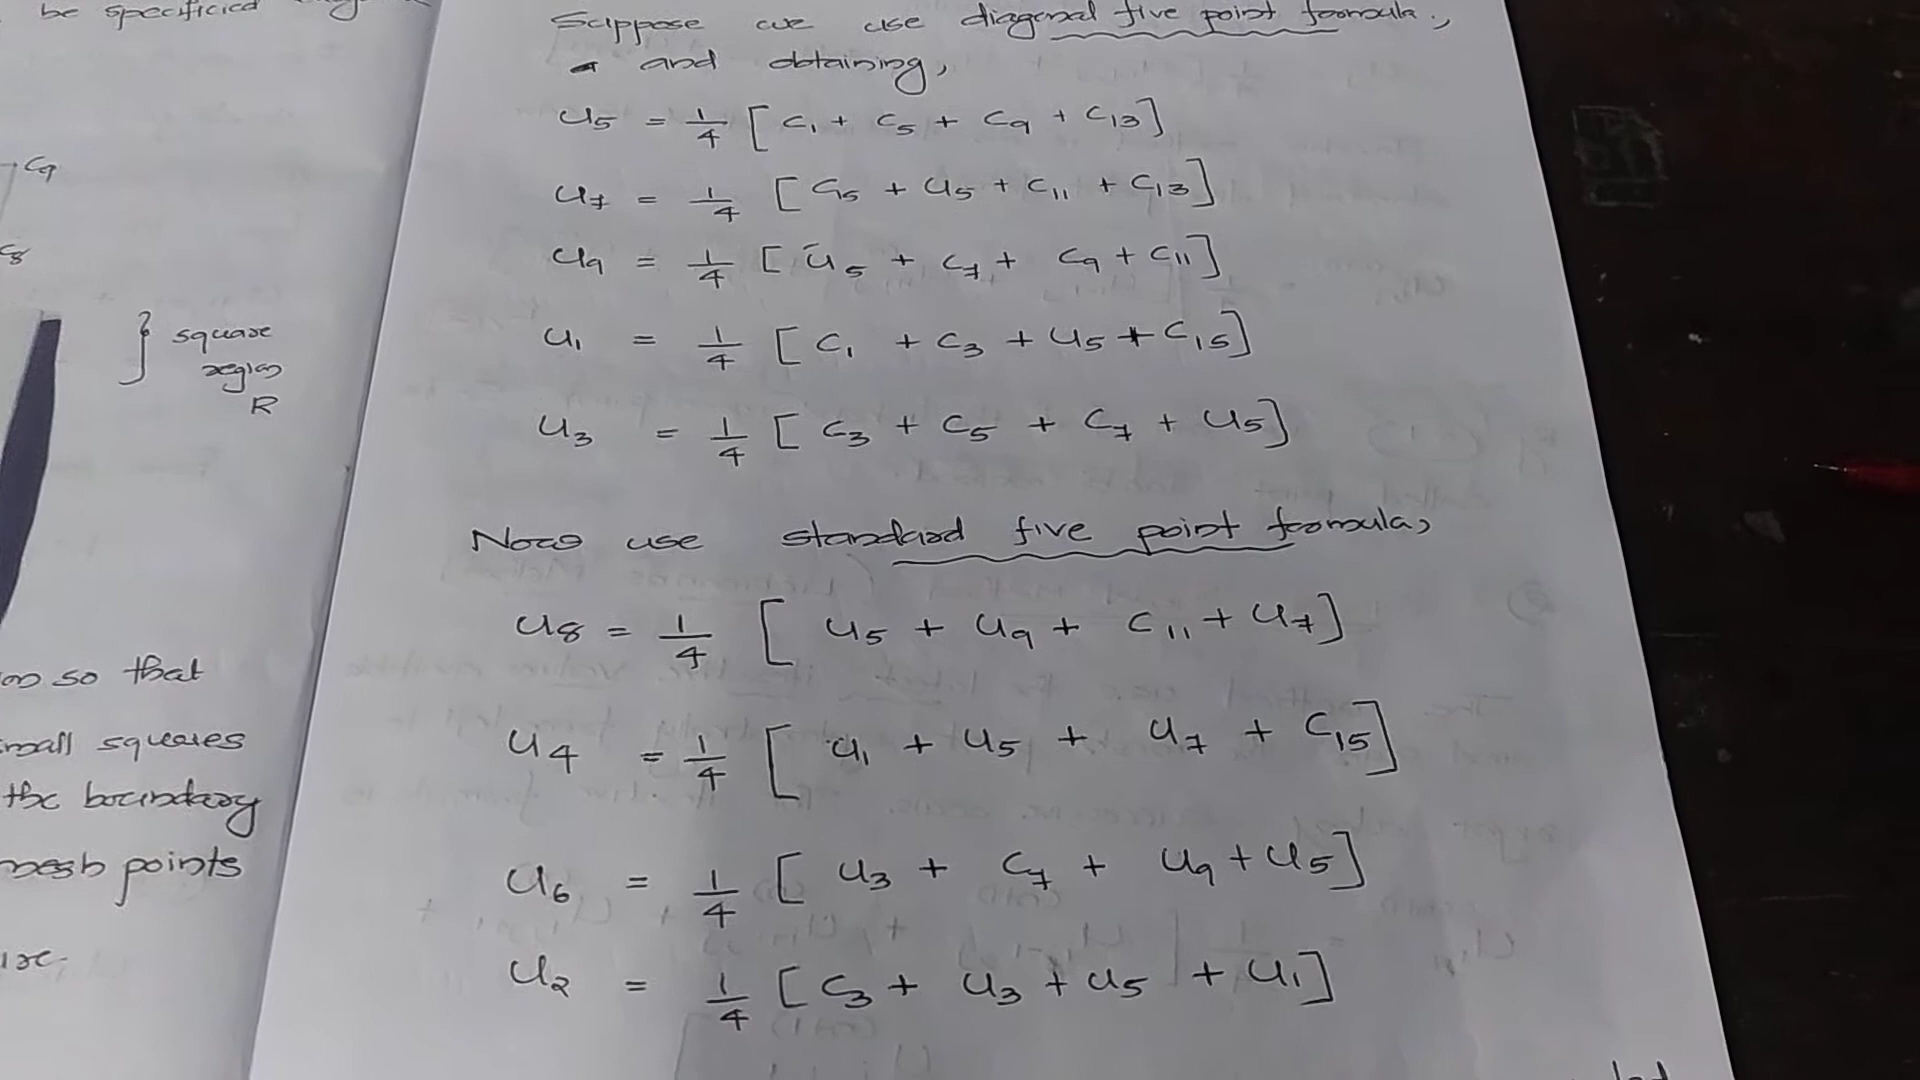 be specificied
C9
C8
square
region
R
so that
small squares
the boundary
mesh points
Suppose we use diagonal five point formula.,
and obtaining,
u5 = 1/4 [ c1 + c5 + c9 + c13 ]
u7 = 1/4 [ c15 + u5 + c11 + c13 ]
u9 = 1/4 [ u5 + c7 + c9 + c11 ]
u1 = 1/4 [ c1 + c3 + u5 + c15 ]
u3 = 1/4 [ c3 + c5 + c7 + u5 ]
Now use standard five point formula,
u8 = 1/4 [ u5 + u9 + c11 + u7 ]
u4 = 1/4 [ u1 + u5 + u7 + c15 ]
u6 = 1/4 [ u3 + c7 + u9 + u5 ]
u2 = 1/4 [ c3 + u3 + u5 + u1 ]